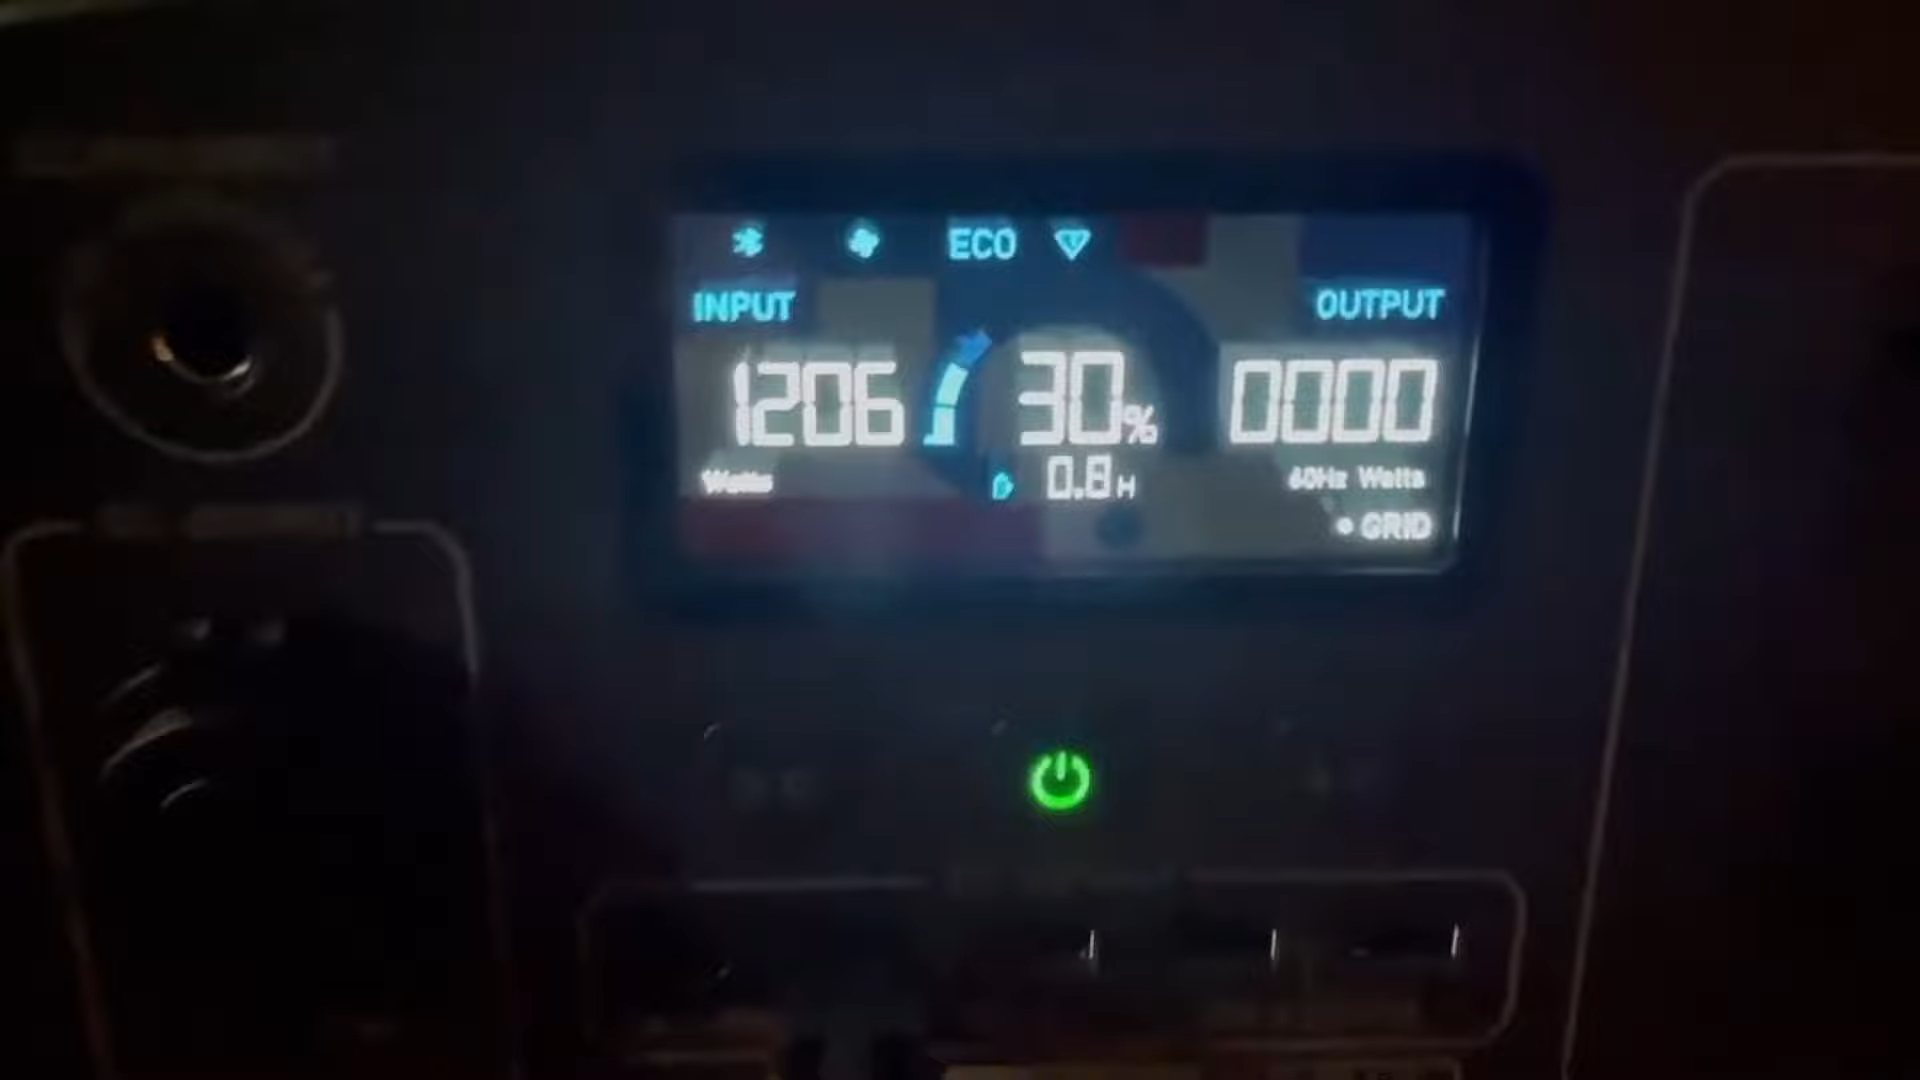 ECO
INPUT
OUTPUT
1206
30%
0000
Watts
0.8 H
60Hz Watts
GRID